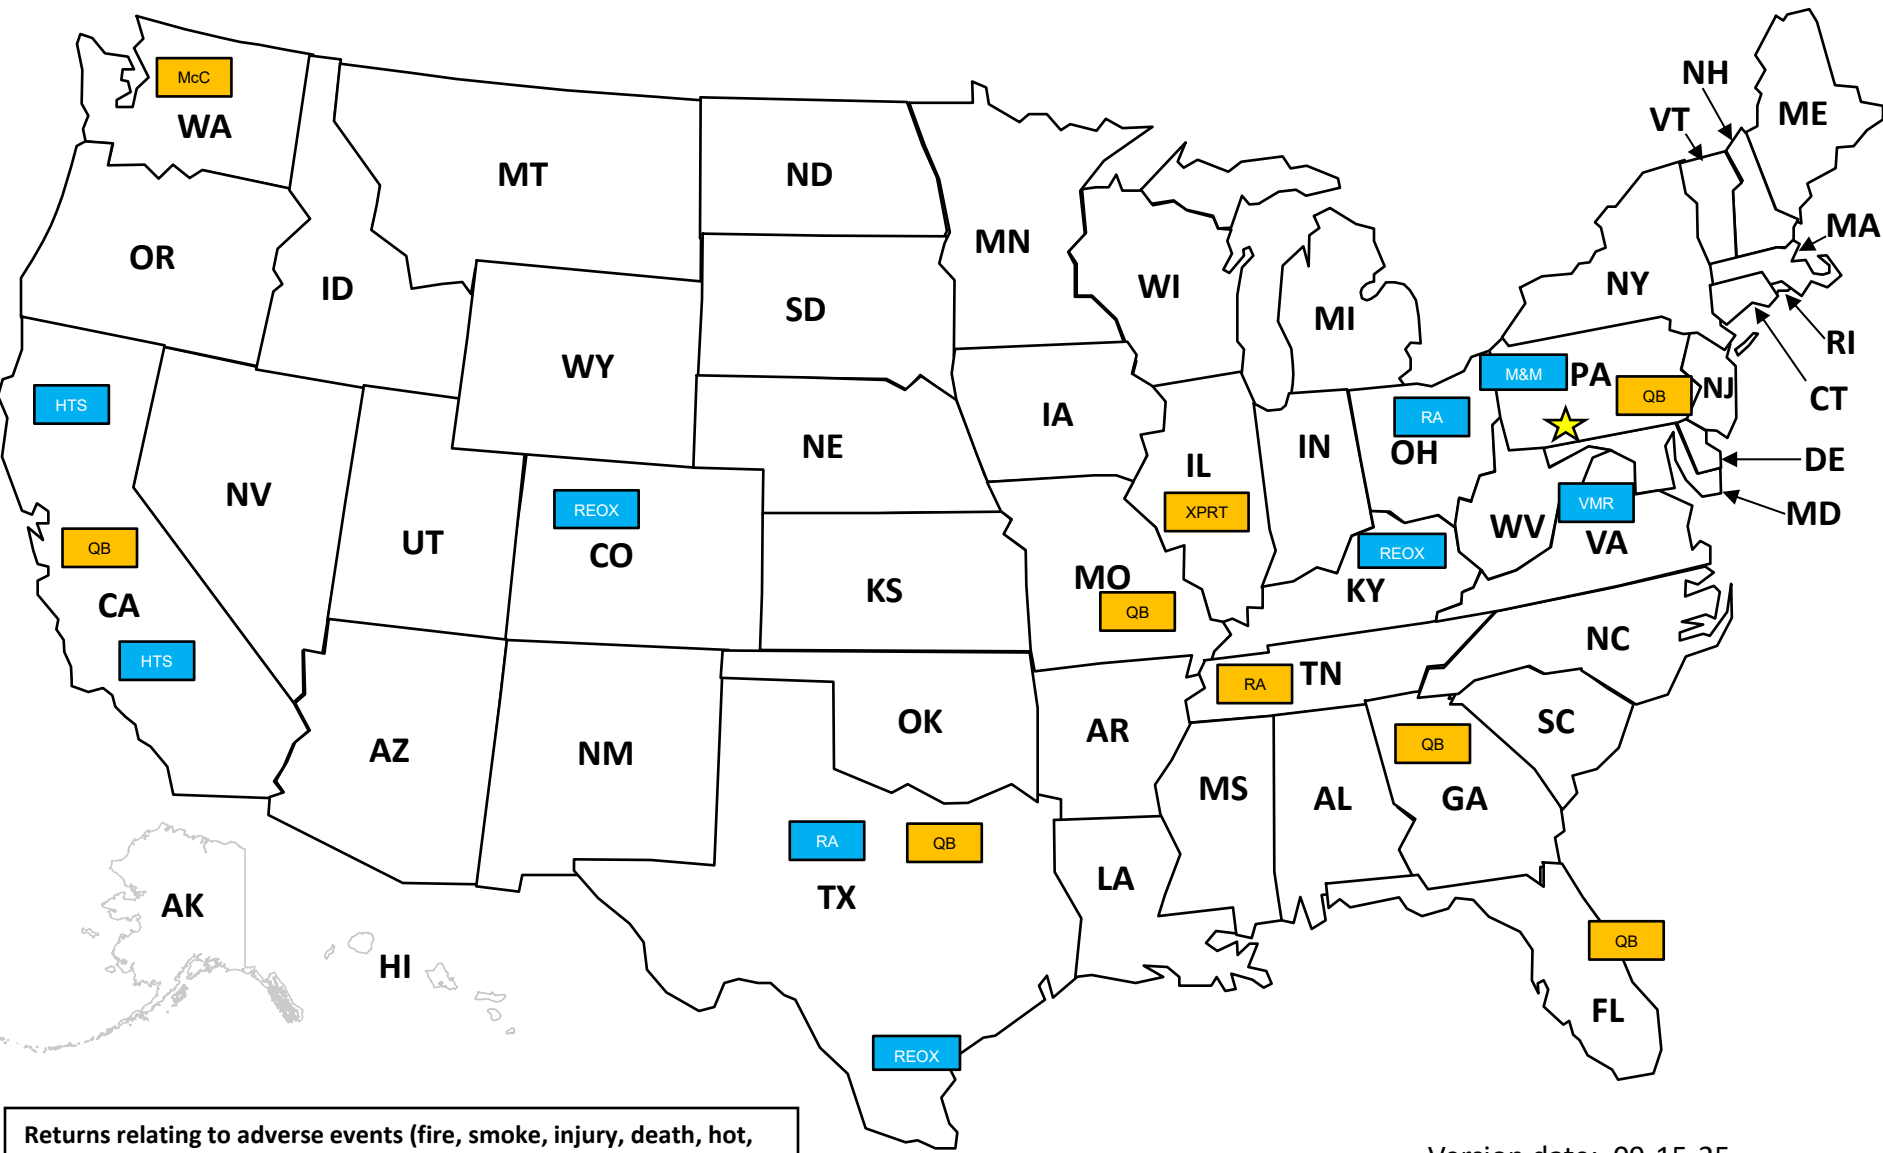 NH
McC
VT
ME
WA
MT
ND
MA
OR
MN
ID
NY
WI
SD
MI
RI
WY
M&M
PA
NJ
QB
CT
HTS
RA
IA
NE
IN
OH
DE
IL
NV
REOX
XPRT
VMR
MD
WV
UT
CO
QB
VA
REOX
MO
KS
KY
CA
QB
NC
HTS
RA
TN
OK
SC
AR
QB
AZ
NM
MS
AL
GA
RA
QB
LA
TX
AK
QB
HI
FL
REOX
Returns relating to adverse events (fire, smoke, injury, death, hot,